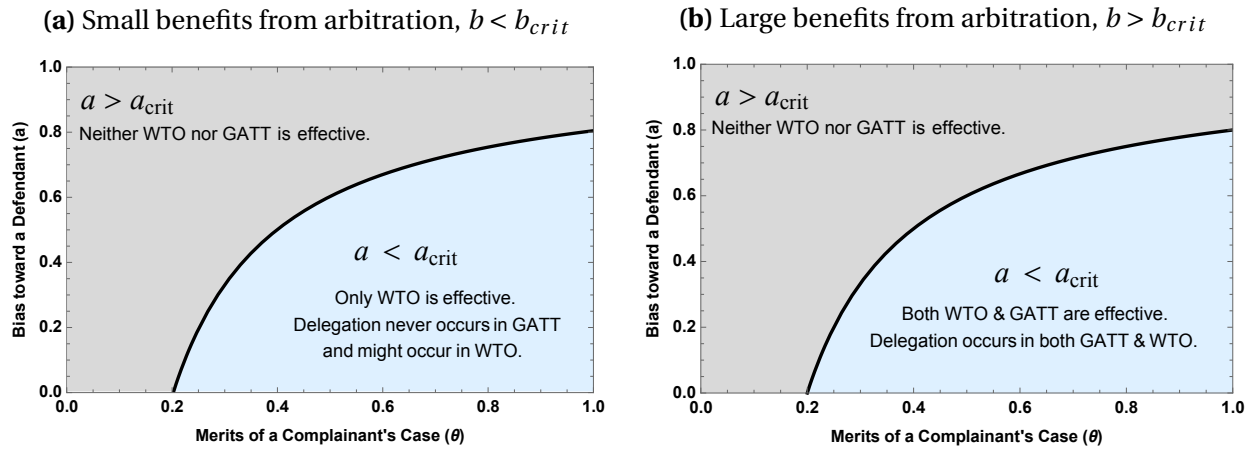 (a) Small benefits from arbitration, b < b_crit
1.0
0.8
0.6
0.4
0.2
0.0
Bias toward a Defendant (a)
a > a_crit
Neither WTO nor GATT is effective.
a < a_crit
Only WTO is effective.
Delegation never occurs in GATT
and might occur in WTO.
0.0 0.2 0.4 0.6 0.8 1.0
Merits of a Complainant's Case (θ)
(b) Large benefits from arbitration, b > b_crit
1.0
0.8
0.6
0.4
0.2
0.0
Bias toward a Defendant (a)
a > a_crit
Neither WTO nor GATT is effective.
a < a_crit
Both WTO & GATT are effective.
Delegation occurs in both GATT & WTO.
0.0 0.2 0.4 0.6 0.8 1.0
Merits of a Complainant's Case (θ)